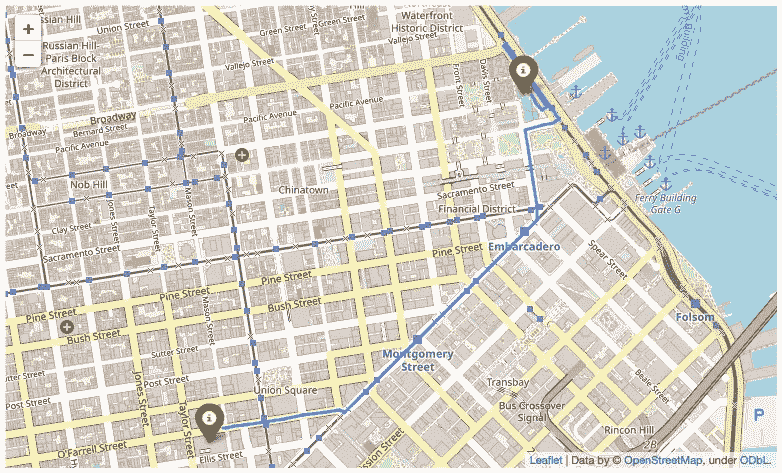 +
−
ssian Hill
Russian Hill-
Paris Block
Architectural
District
Union Street
Green Street
Green Street
Waterfront
Historic District
Vallejo Street
Vallejo Street
Broadway
Broadway
Bernard Street
Pacific Avenue
Pacific Avenue
Pacific Avenue
Front Street
Davis Street
Nob Hill
Chinatown
Jones Street
Taylor Street
Mason Street
Clay Street
Sacramento Street
Sacramento Street
Financial District
Ferry Building
Gate G
Embarcadero
Spear Street
Pine Street
Pine Street
Pine Street
Bush Street
Bush Street
Mason Street
Sutter Street
Post Street
Post Street
Folsom
Montgomery
Street
Union Square
Transbay
Bus Crossover
Signal
Beale Street
Rincon Hill
Jones Street
Taylor Street
O'Farrell Street
Ellis Street
ssion Street
2B
P
Leaflet | Data by © OpenStreetMap, under ODbL.